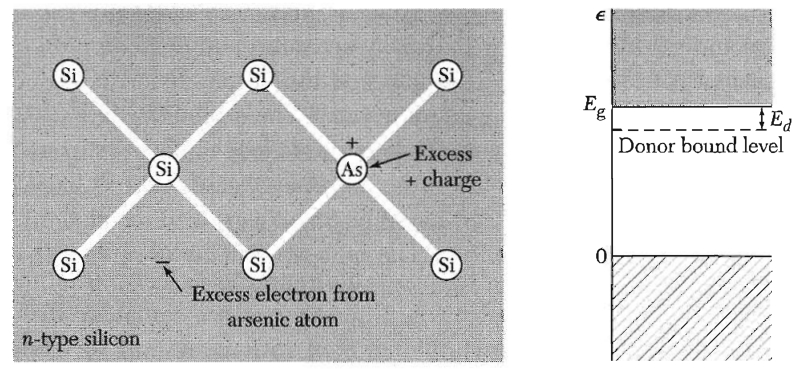 Si
Si
Si
+
Si
As
Excess
+ charge
Si
–
Si
Si
Excess electron from
arsenic atom
n-type silicon
ϵ
E_g
E_d
Donor bound level
0